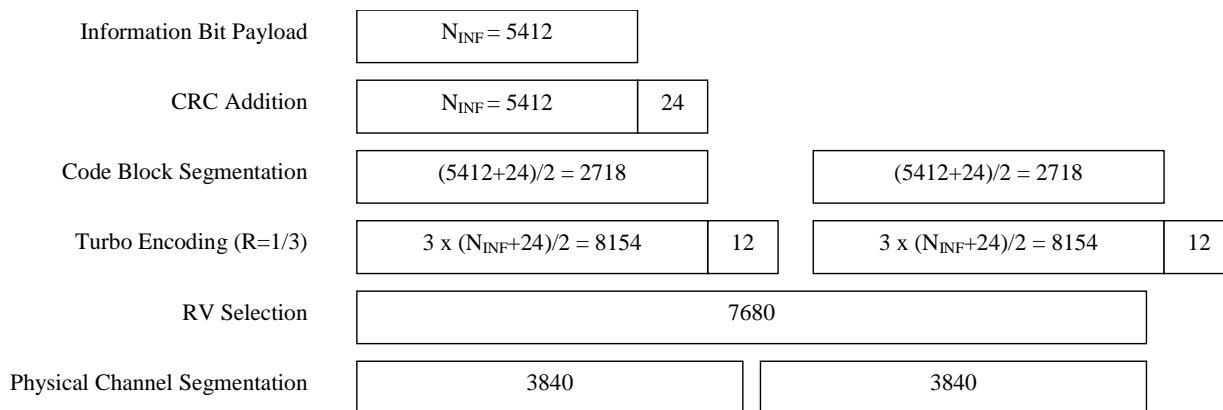 Information Bit Payload N_INF = 5412
CRC Addition N_INF = 5412 24
Code Block Segmentation (5412+24)/2 = 2718 (5412+24)/2 = 2718
Turbo Encoding (R=1/3) 3 x (N_INF+24)/2 = 8154 12 3 x (N_INF+24)/2 = 8154 12
RV Selection 7680
Physical Channel Segmentation 3840 3840